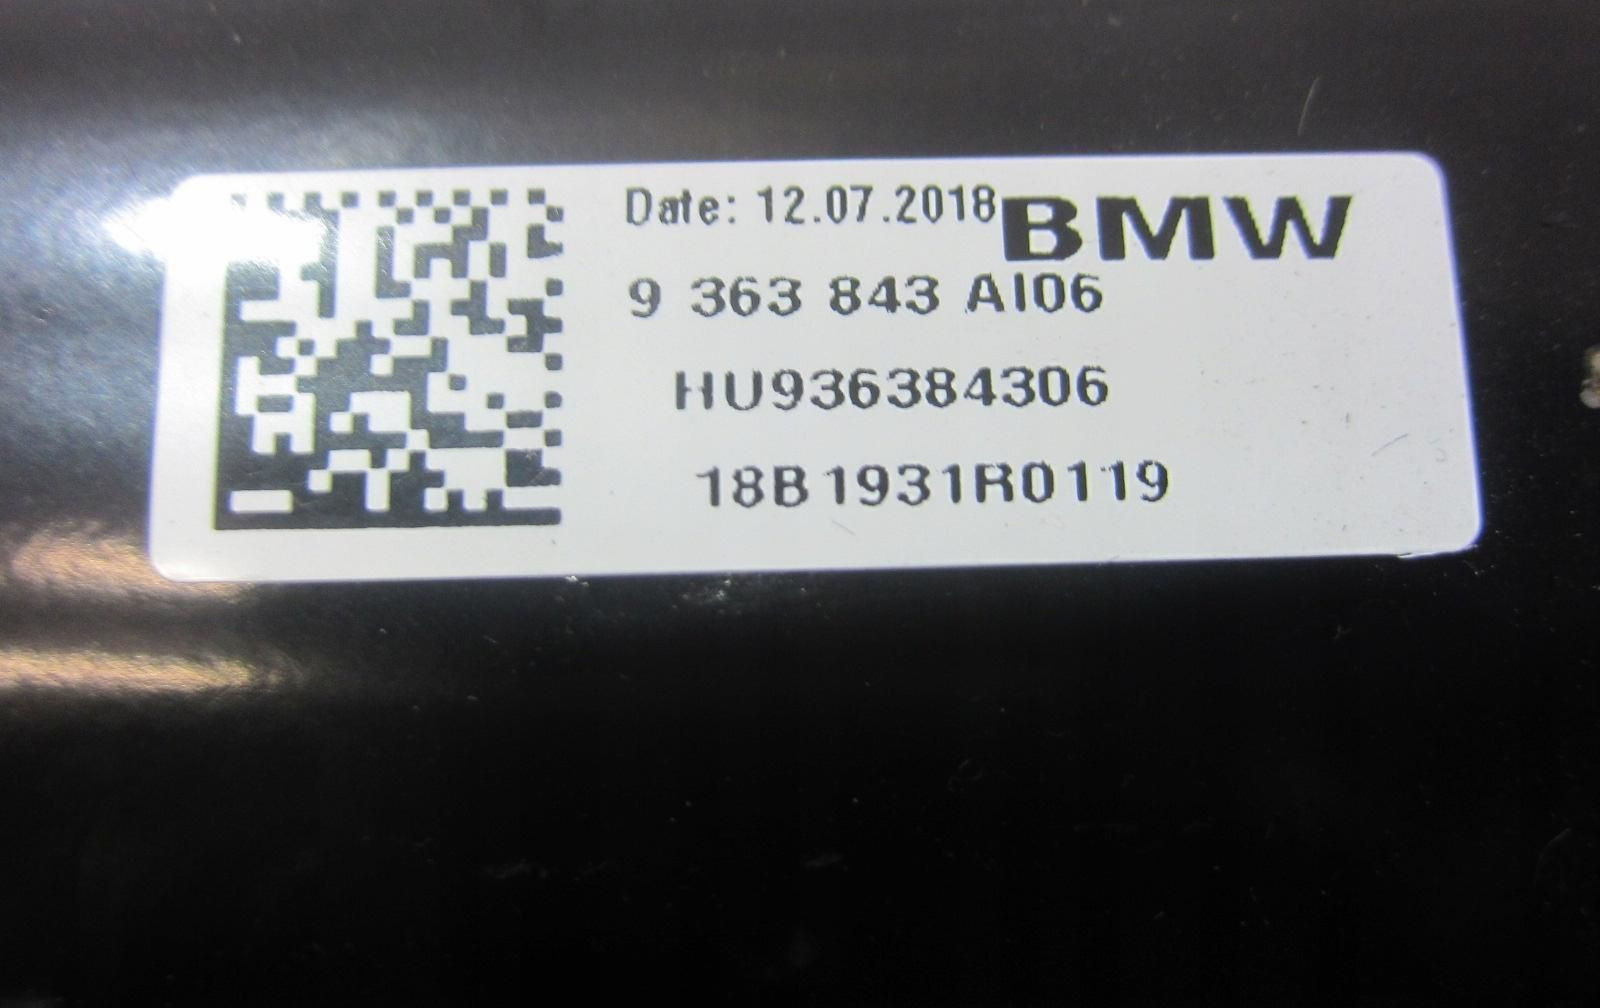 Date: 12.07.2018 BMW
9 363 843 AI06
HU936384306
18B1931R0119